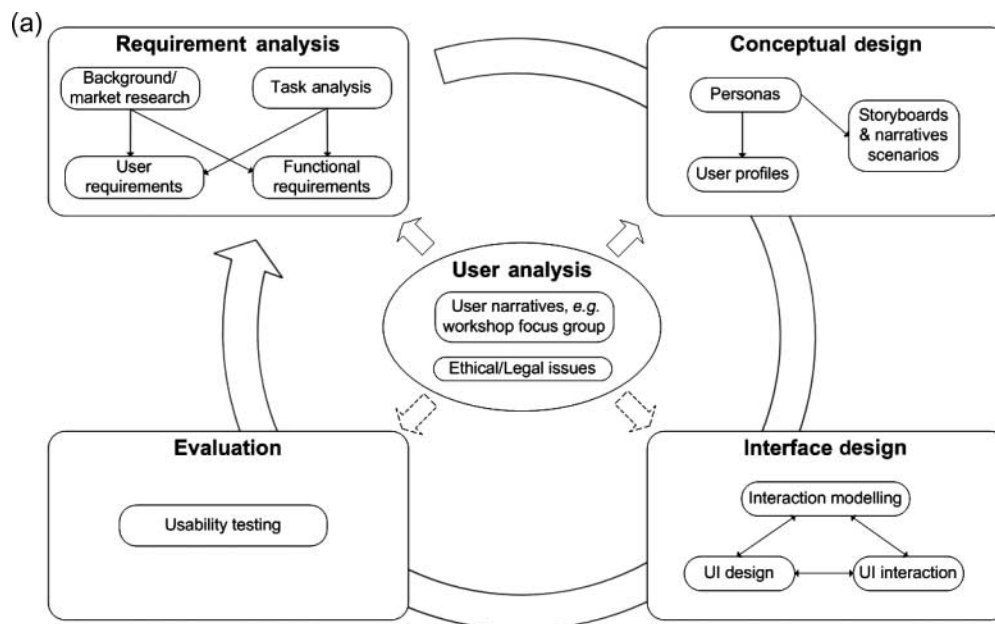 (a)
Requirement analysis
Background/
market research
Task analysis
User
requirements
Functional
requirements
Conceptual design
Personas
Storyboards
& narratives
scenarios
User profiles
User analysis
User narratives, e.g.
workshop focus group
Ethical/Legal issues
Evaluation
Usability testing
Interface design
Interaction modelling
UI design
UI interaction